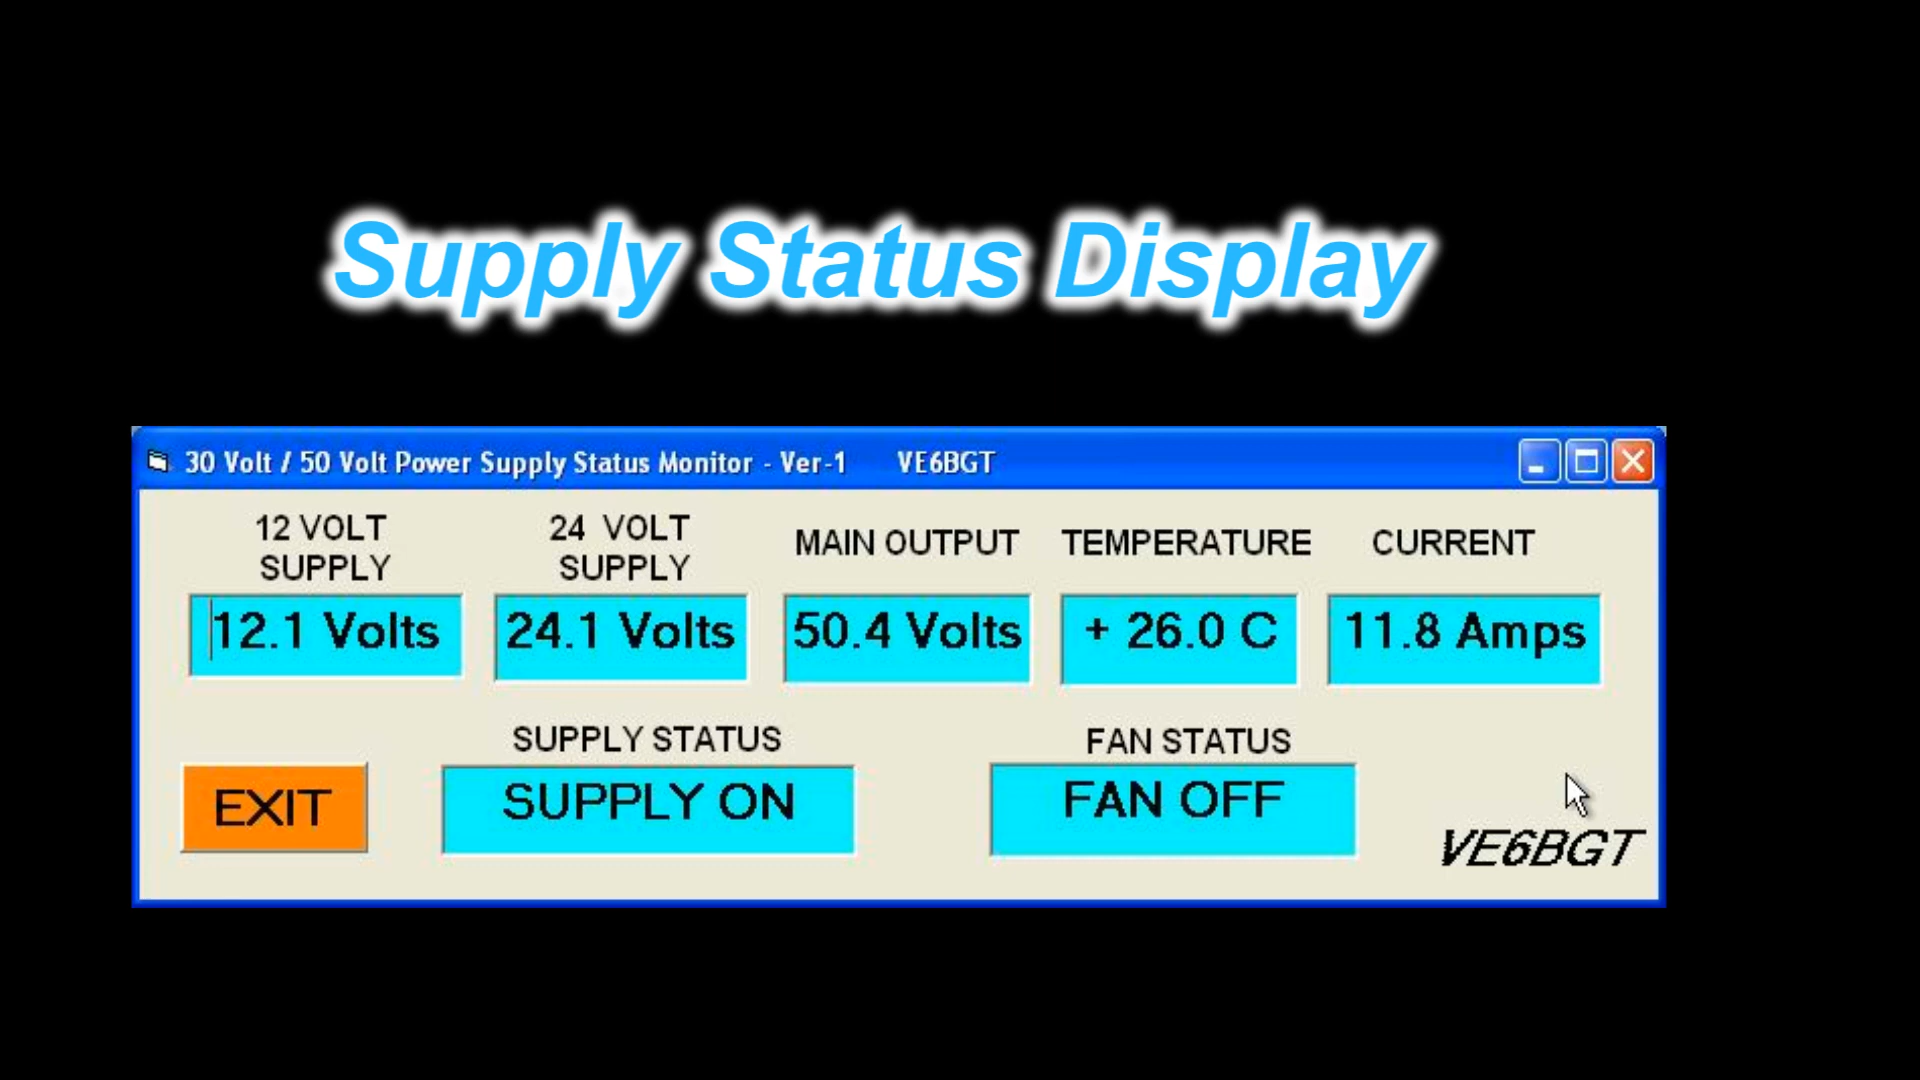 Supply Status Display
30 Volt / 50 Volt Power Supply Status Monitor - Ver-1 VE6BGT
12 VOLT
SUPPLY
24 VOLT
SUPPLY
MAIN OUTPUT
TEMPERATURE
CURRENT
12.1 Volts
24.1 Volts
50.4 Volts
+ 26.0 C
11.8 Amps
SUPPLY STATUS
FAN STATUS
EXIT
SUPPLY ON
FAN OFF
VE6BGT